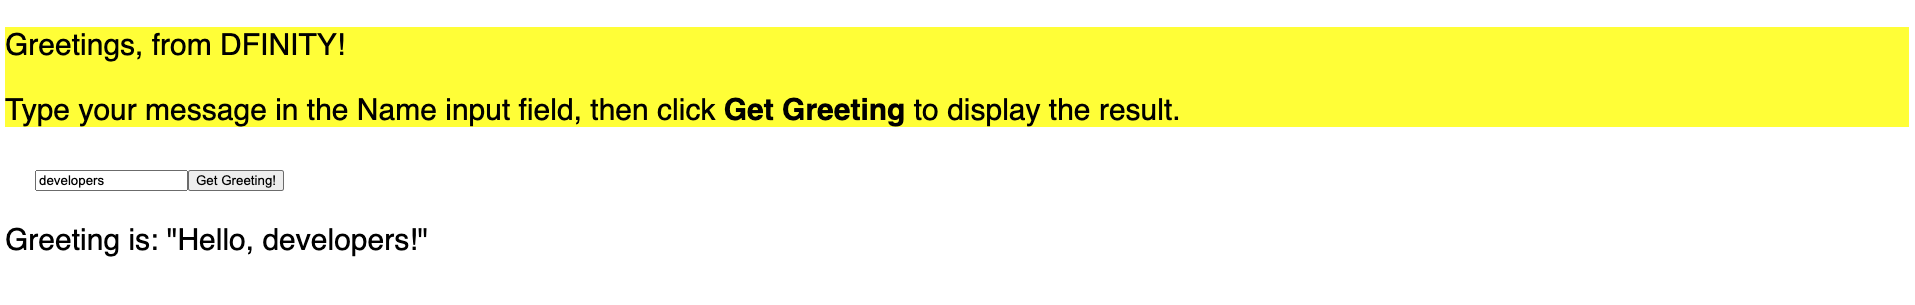 Greetings, from DFINITY!
Type your message in the Name input field, then click Get Greeting to display the result.
developers Get Greeting!
Greeting is: "Hello, developers!"